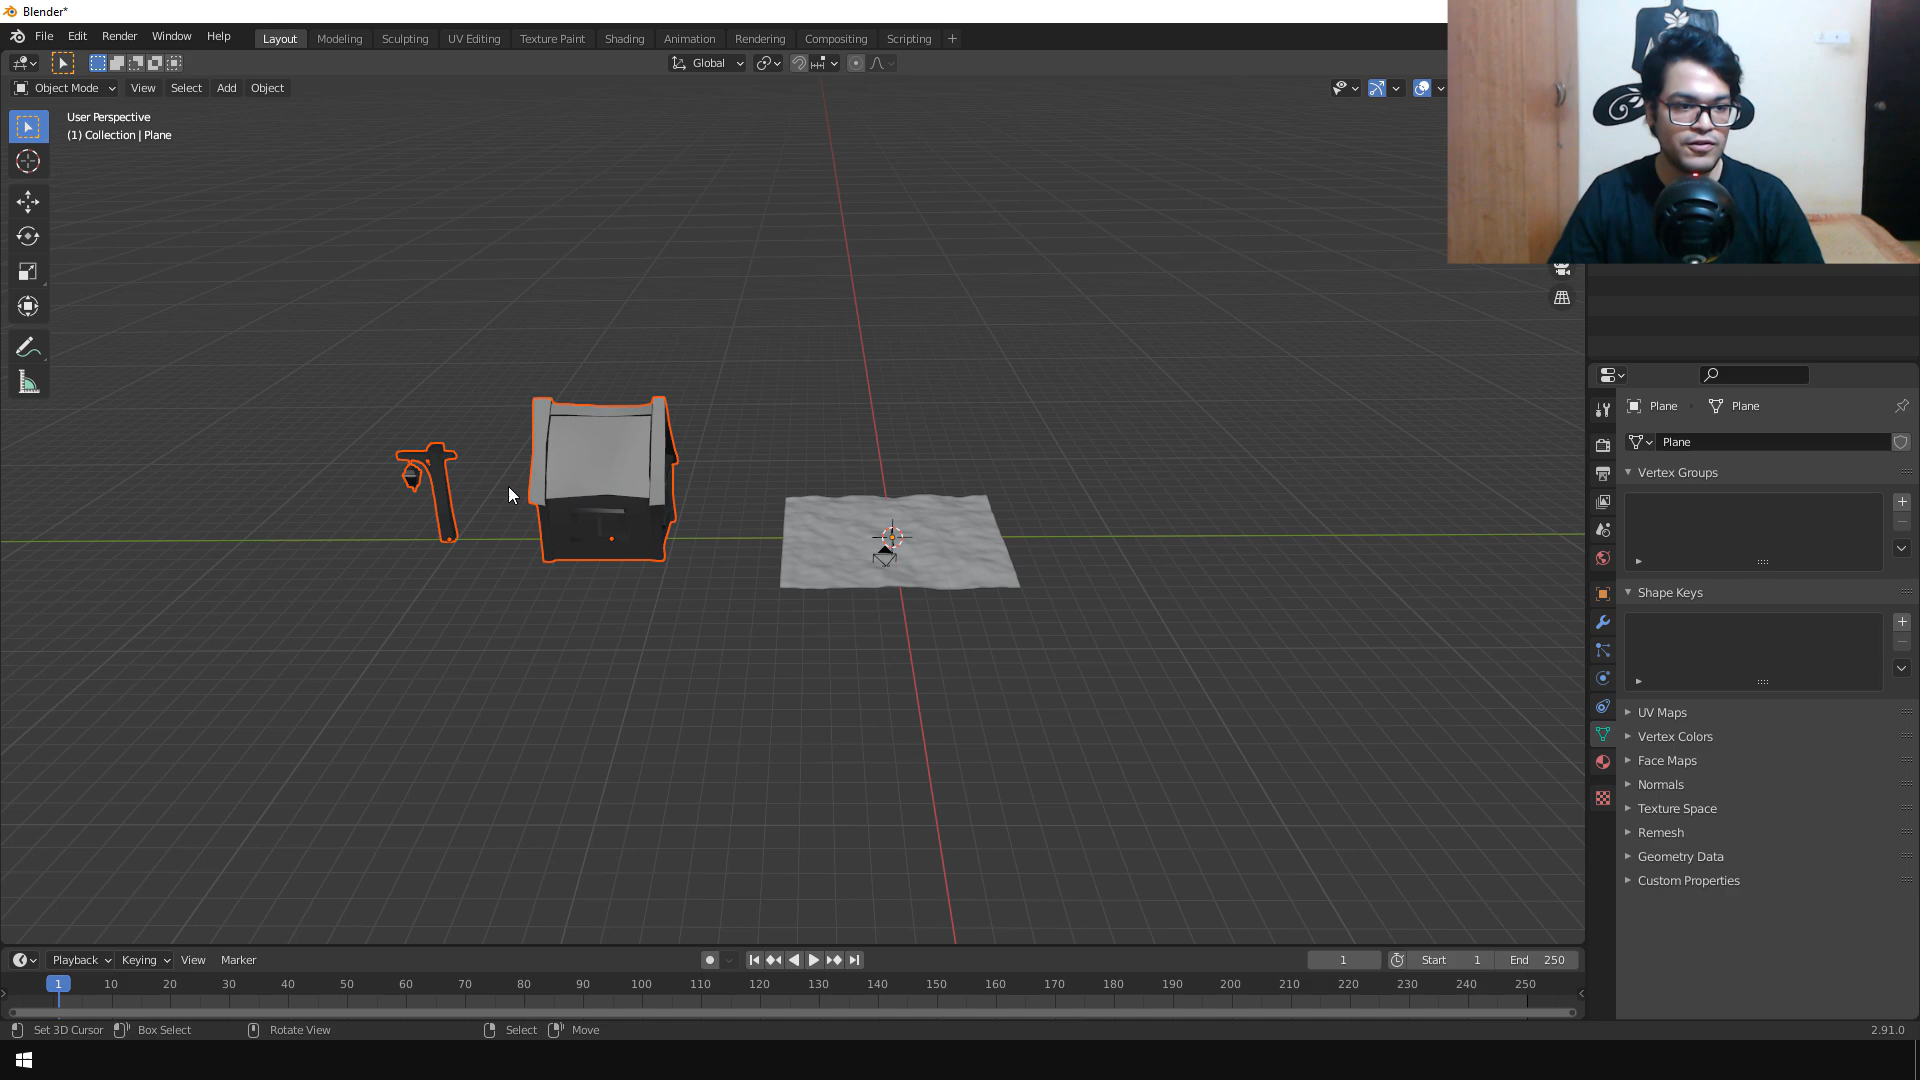 Blender*
File Edit Render Window Help
Layout Modeling Sculpting UV Editing Texture Paint Shading Animation Rendering Compositing Scripting +
Global
Object Mode View Select Add Object
User Perspective
(1) Collection | Plane
Plane Plane
Plane
Vertex Groups
Shape Keys
UV Maps
Vertex Colors
Face Maps
Normals
Texture Space
Remesh
Geometry Data
Custom Properties
Playback Keying View Marker
1 Start 1 End 250
1 10 20 30 40 50 60 70 80 90 100 110 120 130 140 150 160 170 180 190 200 210 220 230 240 250
Set 3D Cursor Box Select Rotate View Select Move 2.91.0